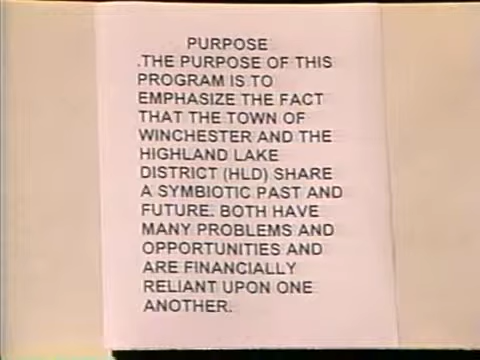 PURPOSE
.THE PURPOSE OF THIS
PROGRAM IS TO
EMPHASIZE THE FACT
THAT THE TOWN OF
WINCHESTER AND THE
HIGHLAND LAKE
DISTRICT (HLD) SHARE
A SYMBIOTIC PAST AND
FUTURE. BOTH HAVE
MANY PROBLEMS AND
OPPORTUNITIES AND
ARE FINANCIALLY
RELIANT UPON ONE
ANOTHER.